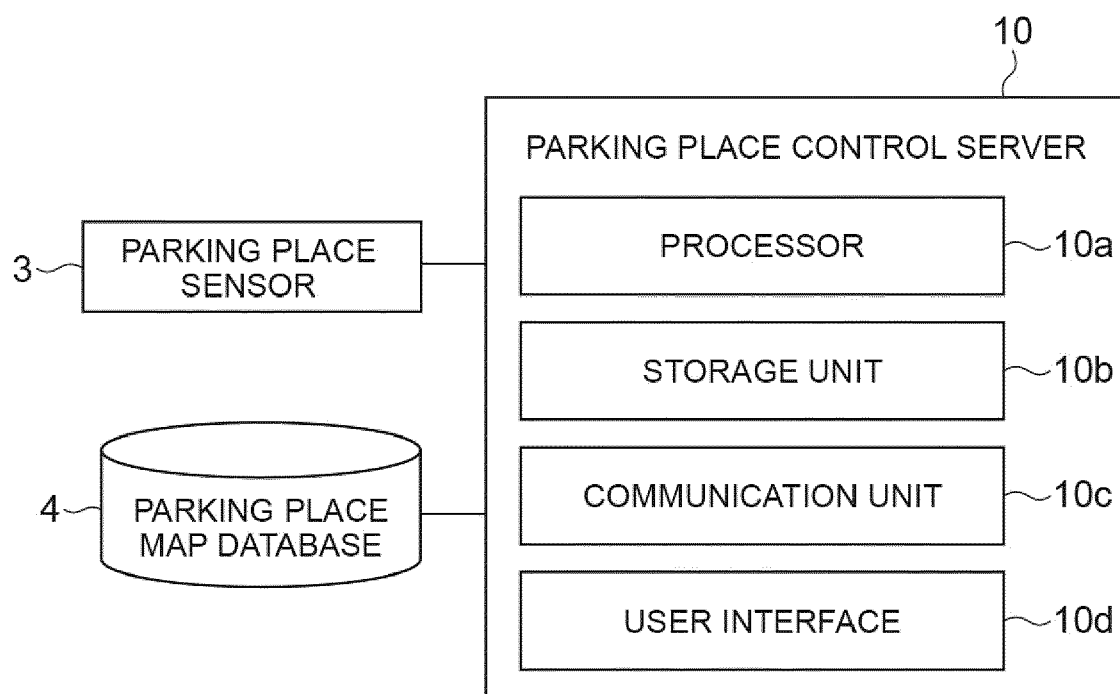 10
PARKING PLACE CONTROL SERVER
PROCESSOR
10a
3
PARKING PLACE
SENSOR
STORAGE UNIT
10b
4
PARKING PLACE
MAP DATABASE
COMMUNICATION UNIT
10c
USER INTERFACE
10d